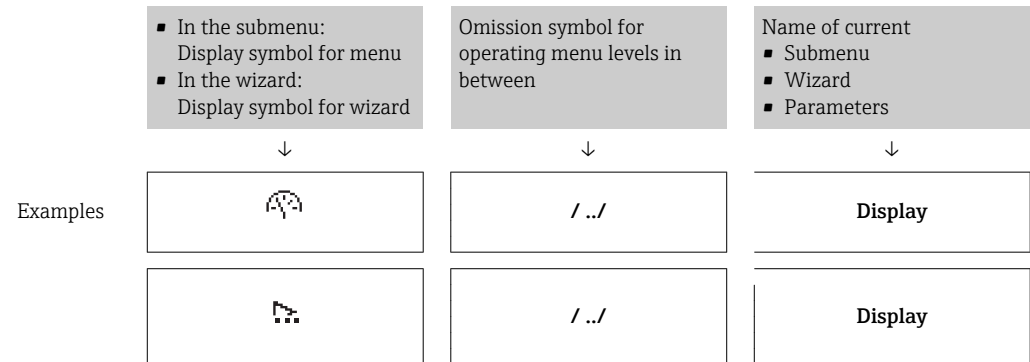 ▪ In the submenu:
Display symbol for menu
▪ In the wizard:
Display symbol for wizard
Omission symbol for
operating menu levels in
between
Name of current
▪ Submenu
▪ Wizard
▪ Parameters
↓ ↓ ↓
Examples / ../ Display
/ ../ Display